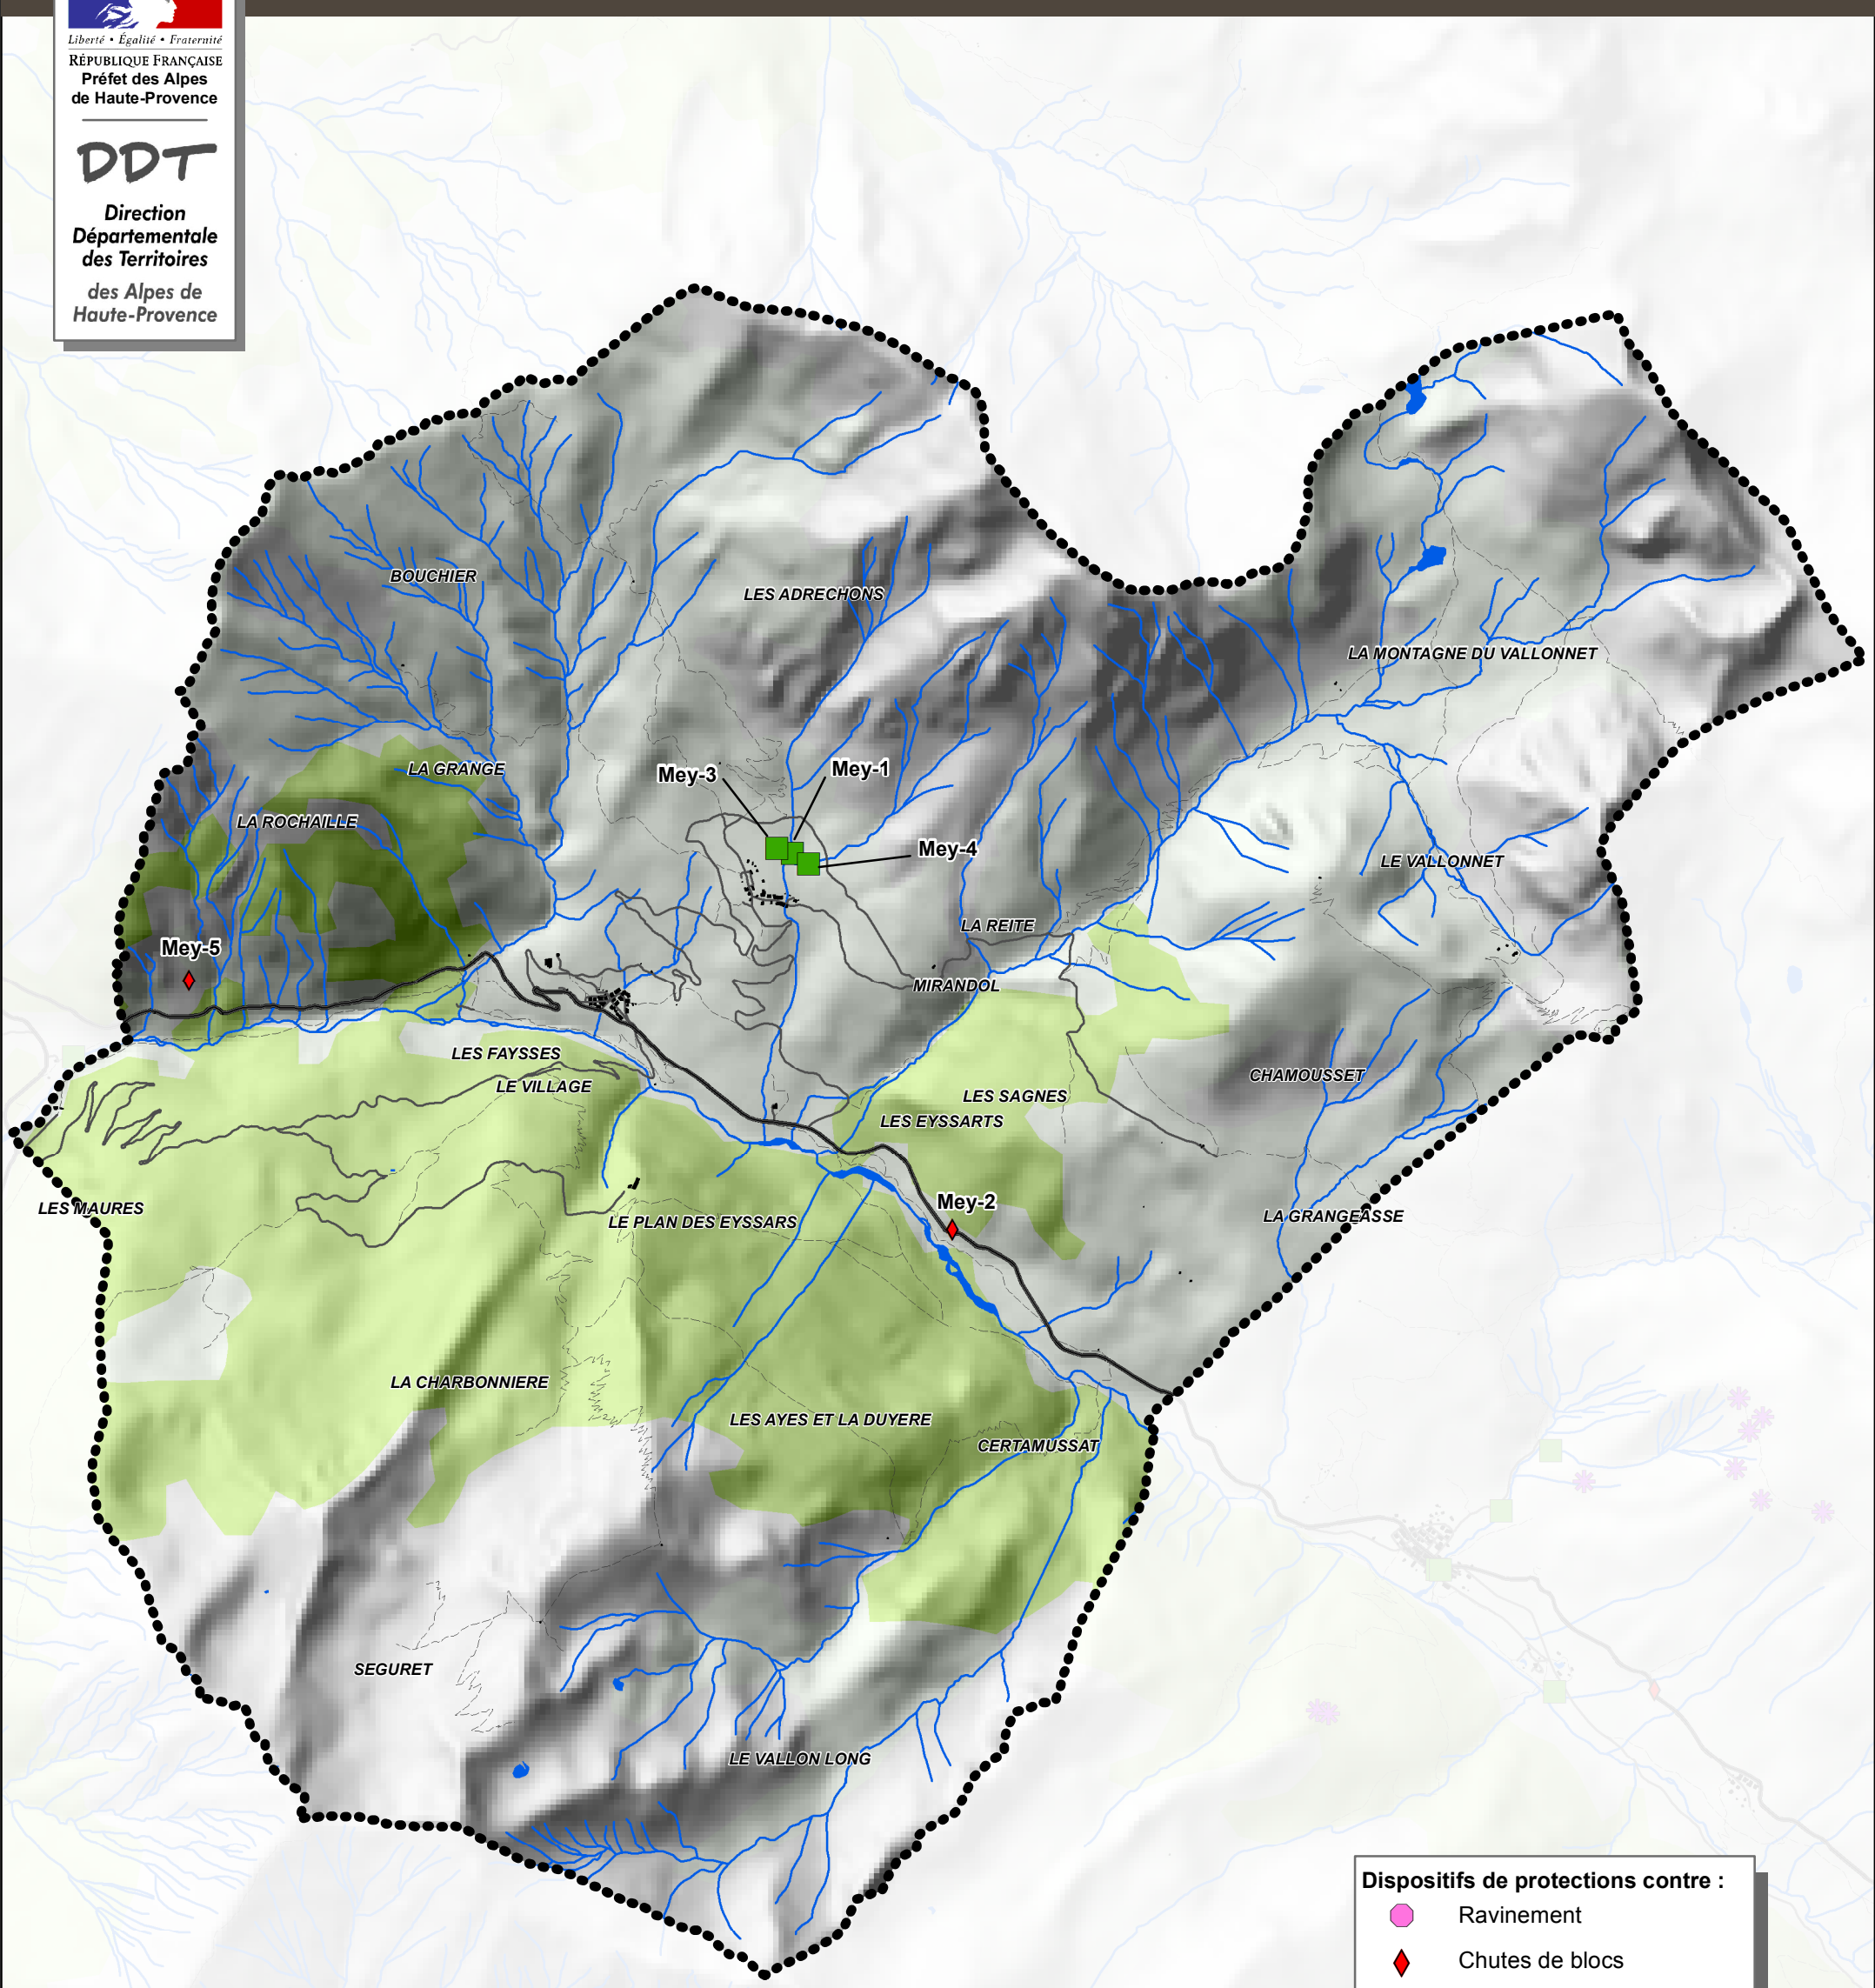 Liberté • Égalité • Fraternité
RÉPUBLIQUE FRANÇAISE
Préfet des Alpes
de Haute-Provence
DDT
Direction
Départementale
des Territoires
des Alpes de
Haute-Provence
BOUCHIER
LES ADRECHONS
LA MONTAGNE DU VALLONNET
LA GRANGE
Mey-3
Mey-1
LA ROCHAILLE
Mey-4
LE VALLONNET
LA REITE
Mey-5
MIRANDOL
LES FAYSSES
LE VILLAGE
CHAMOUSSET
LES SAGNES
LES EYSSARTS
Mey-2
LES MAURES
LE PLAN DES EYSSARS
LA GRANGEASSE
LA CHARBONNIERE
LES AYES ET LA DUYERE
CERTAMUSSAT
SEGURET
LE VALLON LONG
Dispositifs de protections contre :
Ravinement
Chutes de blocs